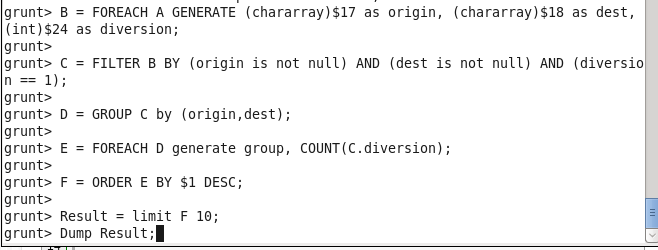 grunt> B = FOREACH A GENERATE (chararray)$17 as origin, (chararray)$18 as dest,
(int)$24 as diversion;
grunt>
grunt> C = FILTER B BY (origin is not null) AND (dest is not null) AND (diversio
n == 1);
grunt>
grunt> D = GROUP C by (origin,dest);
grunt>
grunt> E = FOREACH D generate group, COUNT(C.diversion);
grunt>
grunt> F = ORDER E BY $1 DESC;
grunt>
grunt> Result = limit F 10;
grunt> Dump Result;